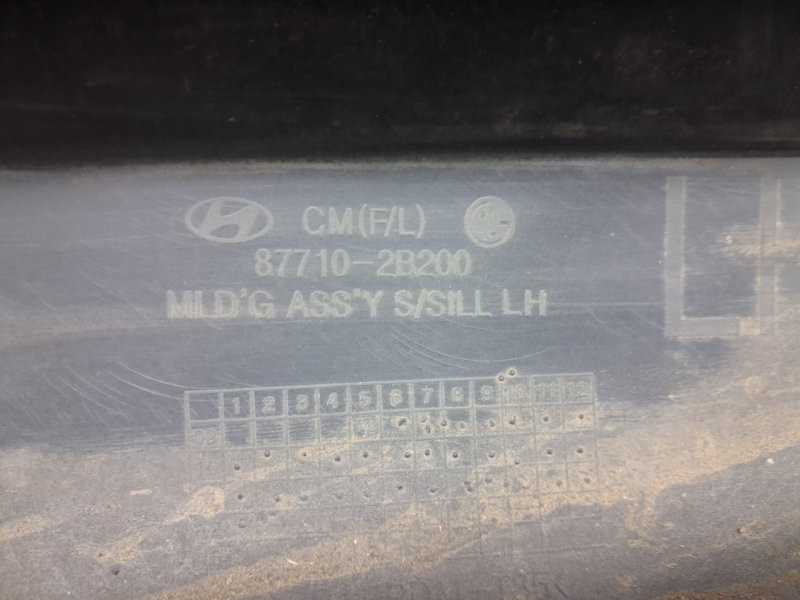 CM(F/L)
87710-2B200
MLD'G ASS'Y S/SILL LH
1 2 3 4 5 6 7 8 9 10 11 12